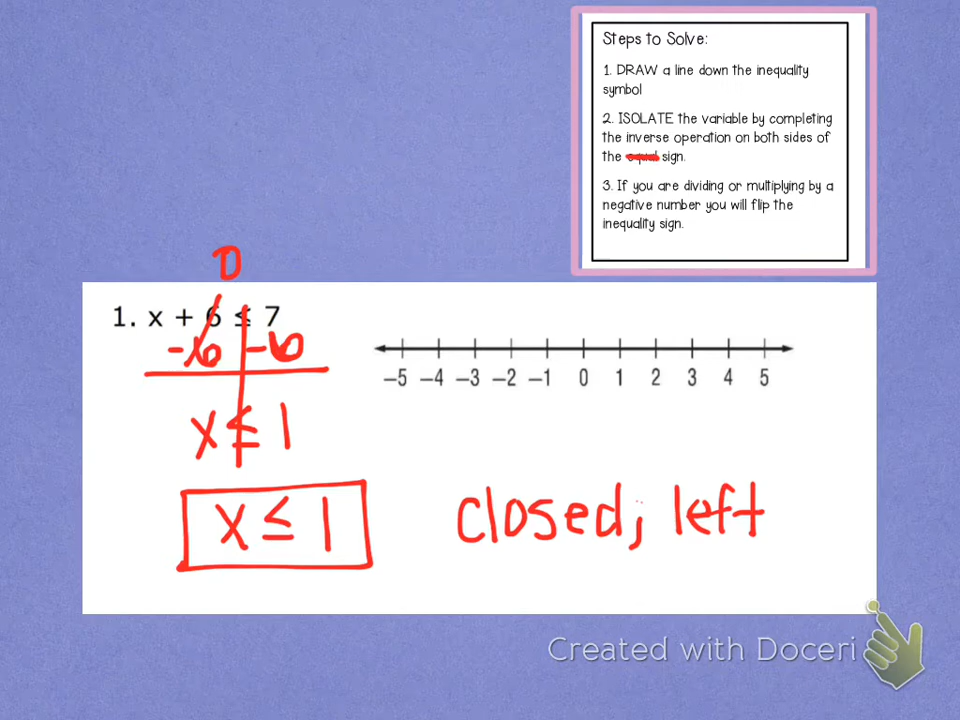 Steps to Solve:
1. DRAW a line down the inequality
symbol
2. ISOLATE the variable by completing
the inverse operation on both sides of
the equal sign.
3. If you are dividing or multiplying by a
negative number you will flip the
inequality sign.
0
1. x + 6 ≤ 7
-6 -6
x ≤ 1
x ≤ 1
-5 -4 -3 -2 -1 0 1 2 3 4 5
closed; left
Created with Doceri